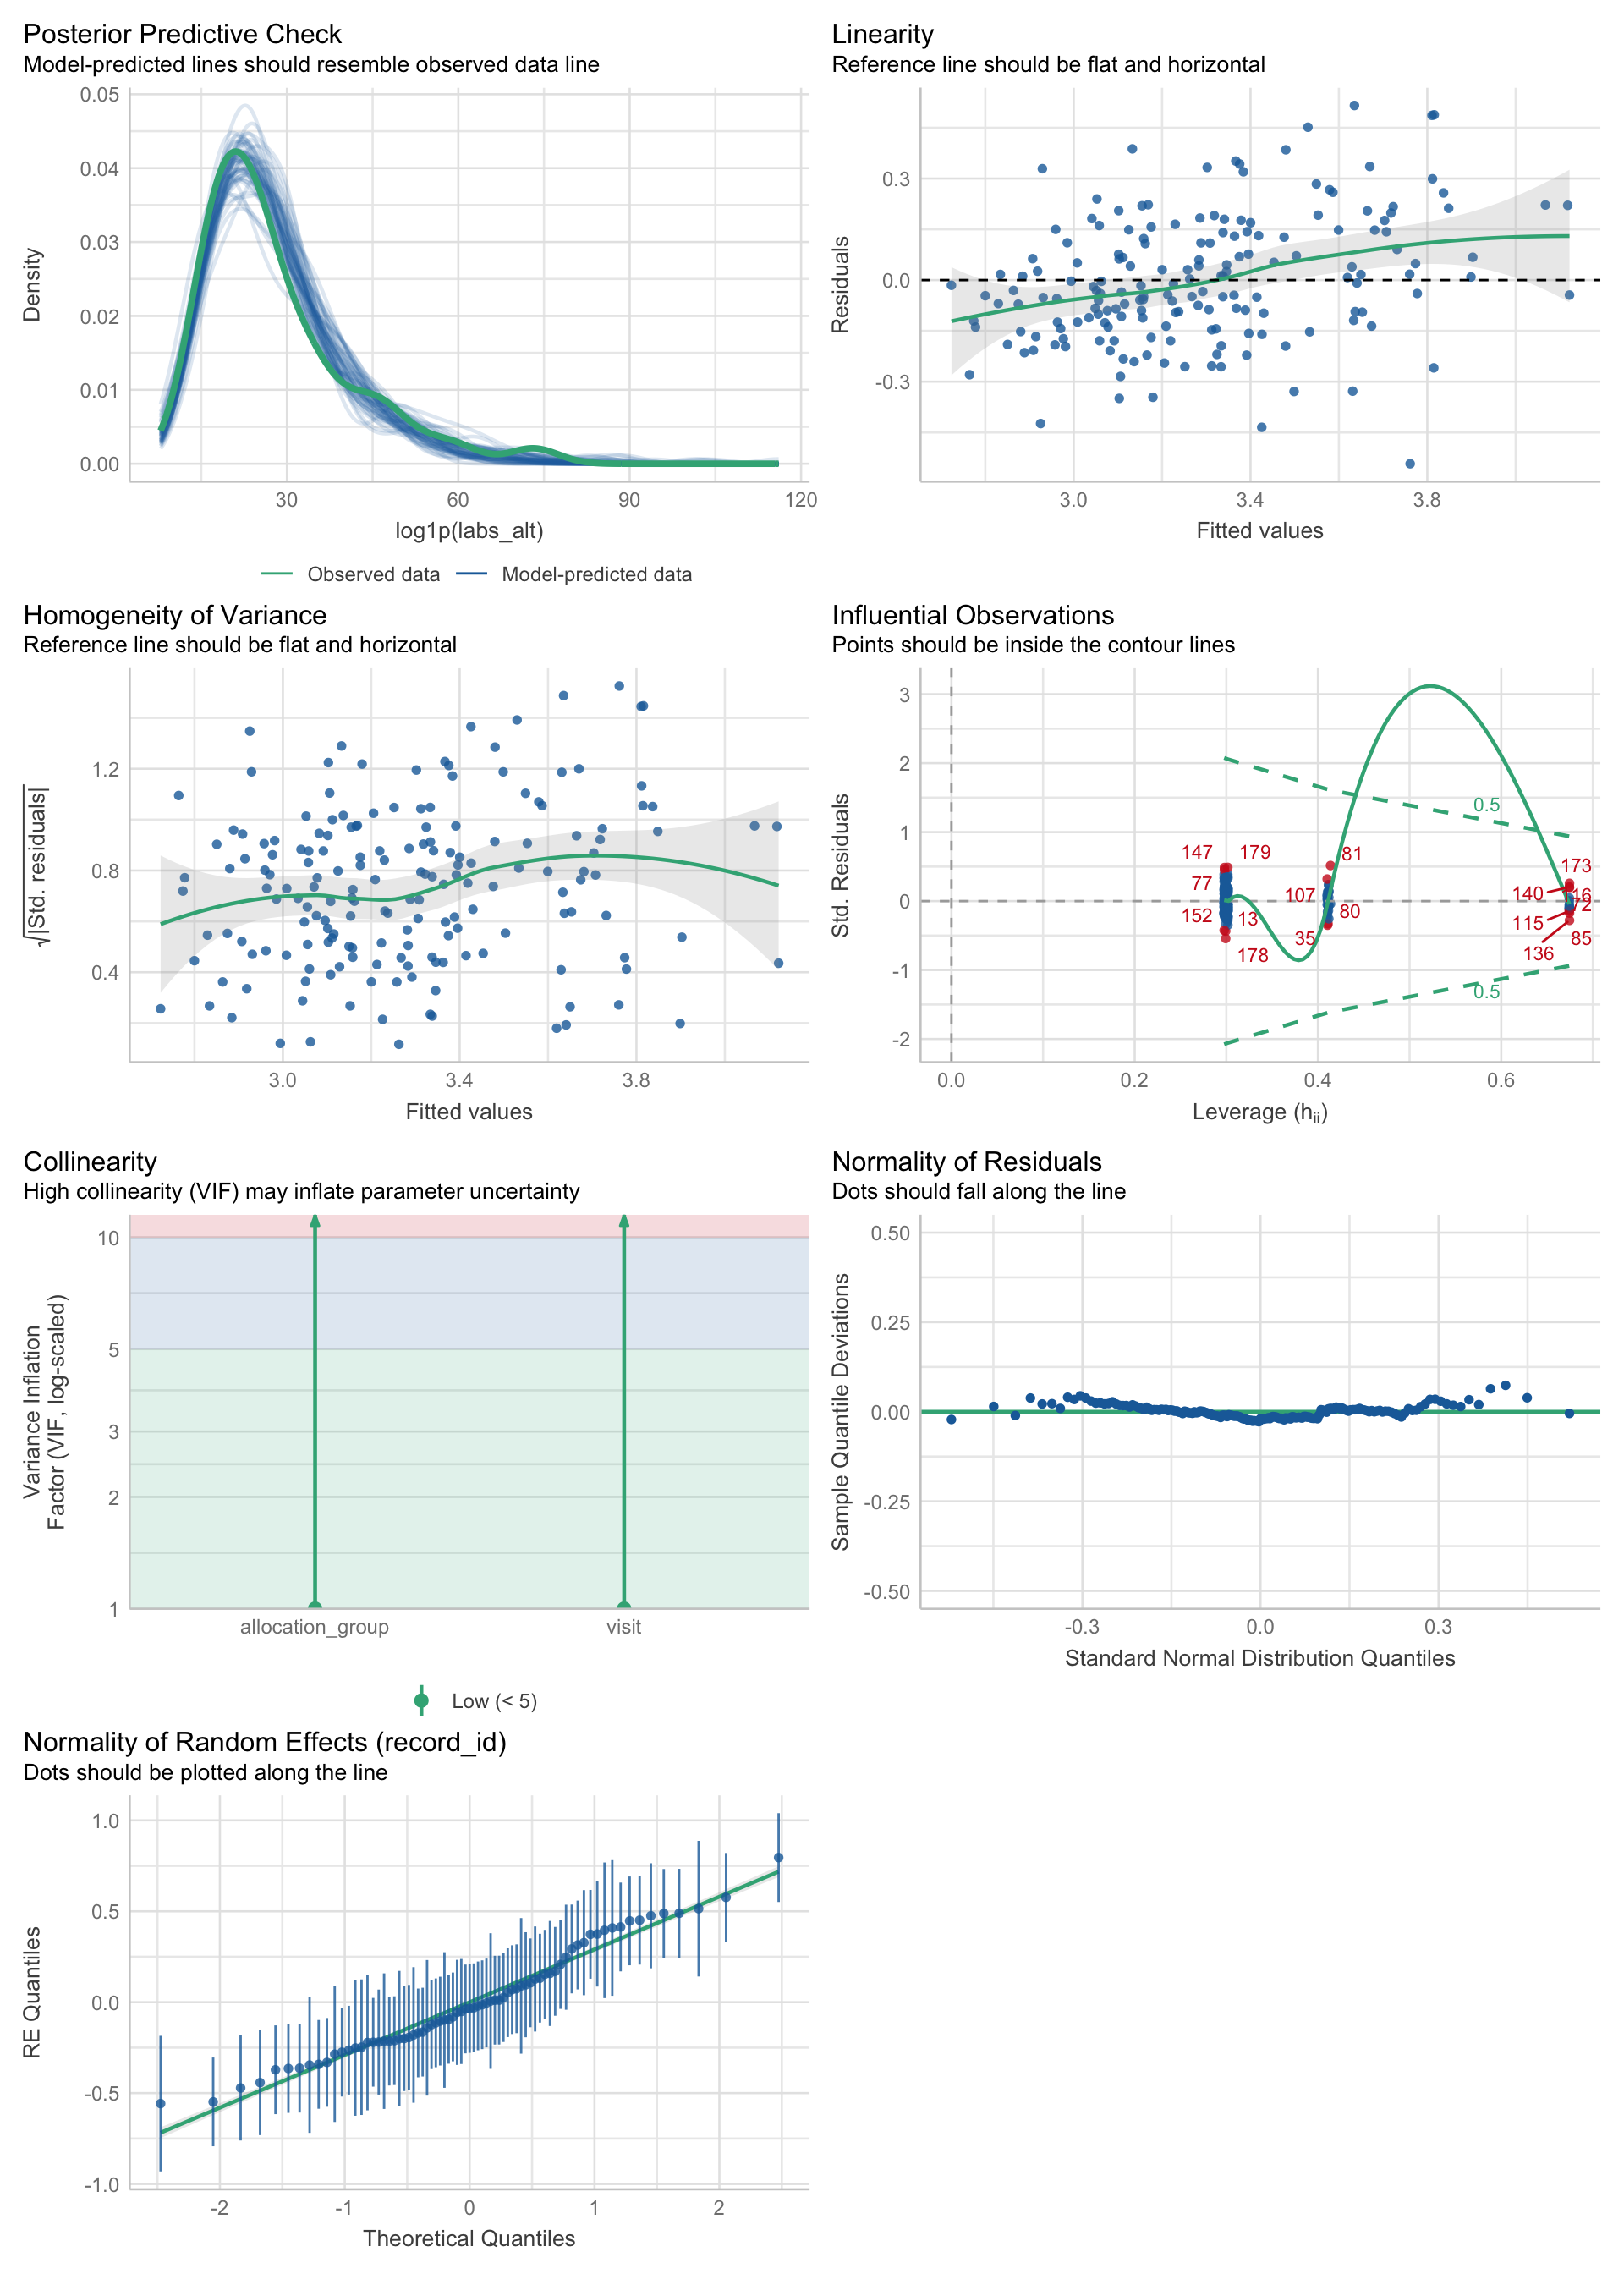 Posterior Predictive Check
Model-predicted lines should resemble observed data line
0.05
0.04
0.03
0.02
0.01
0.00
Density
30 60 90 120
log1p(labs_alt)
Observed data Model-predicted data
Linearity
Reference line should be flat and horizontal
0.3
0.0
-0.3
Residuals
3.0 3.4 3.8
Fitted values
Homogeneity of Variance
Reference line should be flat and horizontal
1.2
0.8
0.4
√|Std. residuals|
3.0 3.4 3.8
Fitted values
Influential Observations
Points should be inside the contour lines
3
2
1
0
-1
-2
Std. Residuals
0.5
147 179
81
173
77
107
140
16
72
152
13
80
115
35
85
178
136
0.5
0.0 0.2 0.4 0.6
Leverage (hii)
Collinearity
High collinearity (VIF) may inflate parameter uncertainty
10
5
3
2
1
Variance Inflation
Factor (VIF, log-scaled)
allocation_group visit
Low (< 5)
Normality of Residuals
Dots should fall along the line
0.50
0.25
0.00
-0.25
-0.50
Sample Quantile Deviations
-0.3 0.0 0.3
Standard Normal Distribution Quantiles
Normality of Random Effects (record_id)
Dots should be plotted along the line
1.0
0.5
0.0
-0.5
-1.0
RE Quantiles
-2 -1 0 1 2
Theoretical Quantiles